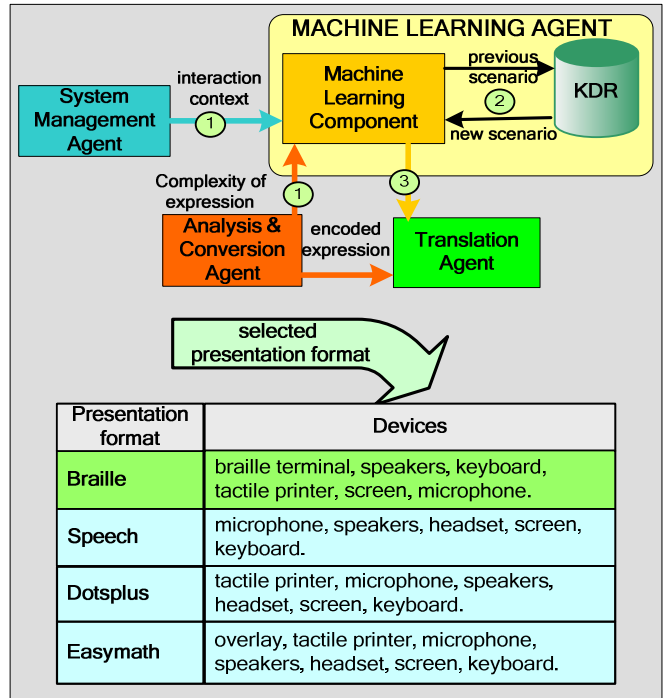 MACHINE LEARNING AGENT
System
Management
Agent
interaction
context
1
Machine
Learning
Component
previous
scenario
2
new scenario
KDR
Complexity of
expression
1
3
Analysis &
Conversion
Agent
encoded
expression
Translation
Agent
selected
presentation format
Presentation
format
Devices
Braille
braille terminal, speakers, keyboard,
tactile printer, screen, microphone.
Speech
microphone, speakers, headset, screen,
keyboard.
Dotsplus
tactile printer, microphone, speakers,
headset, screen, keyboard.
Easymath
overlay, tactile printer, microphone,
speakers, headset, screen, keyboard.